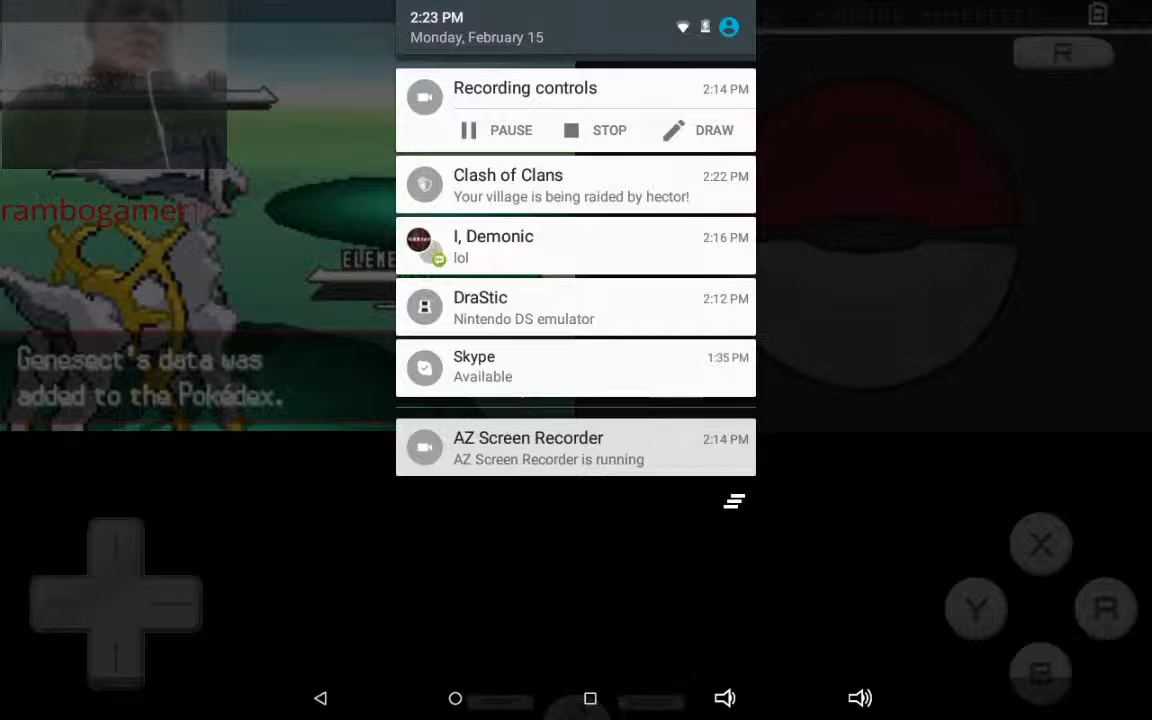 2:23 PM
Monday, February 15
Recording controls
2:14 PM
PAUSE
STOP
DRAW
Clash of Clans
2:22 PM
Your village is being raided by hector!
I, Demonic
2:16 PM
lol
DraStic
2:12 PM
Nintendo DS emulator
Skype
1:35 PM
Available
AZ Screen Recorder
2:14 PM
AZ Screen Recorder is running
rambogamer
ELEME
Genesect's data was
added to the Pokédex.
R
X
Y
R
B